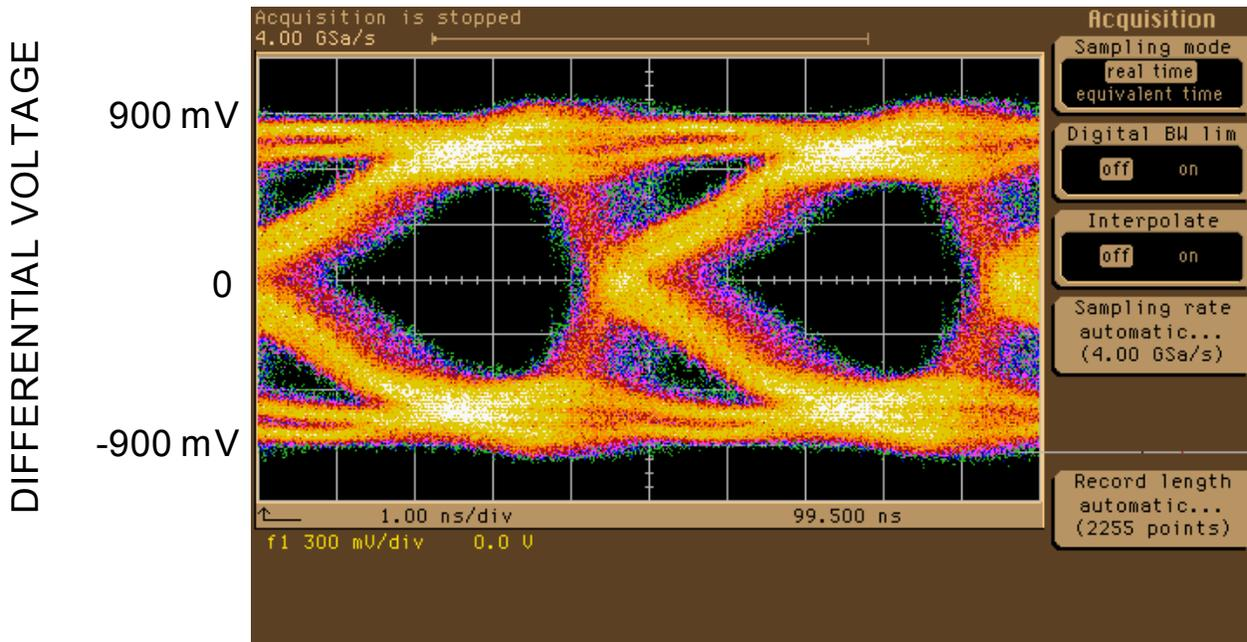 DIFFERENTIAL VOLTAGE
900 mV
0
-900 mV
Acquisition is stopped
4.00 GSa/s
1.00 ns/div 99.500 ns
f1 300 mV/div 0.0 V
Acquisition
Sampling mode
real time
equivalent time
Digital BW lim
off on
Interpolate
off on
Sampling rate
automatic...
(4.00 GSa/s)
Record length
automatic...
(2255 points)